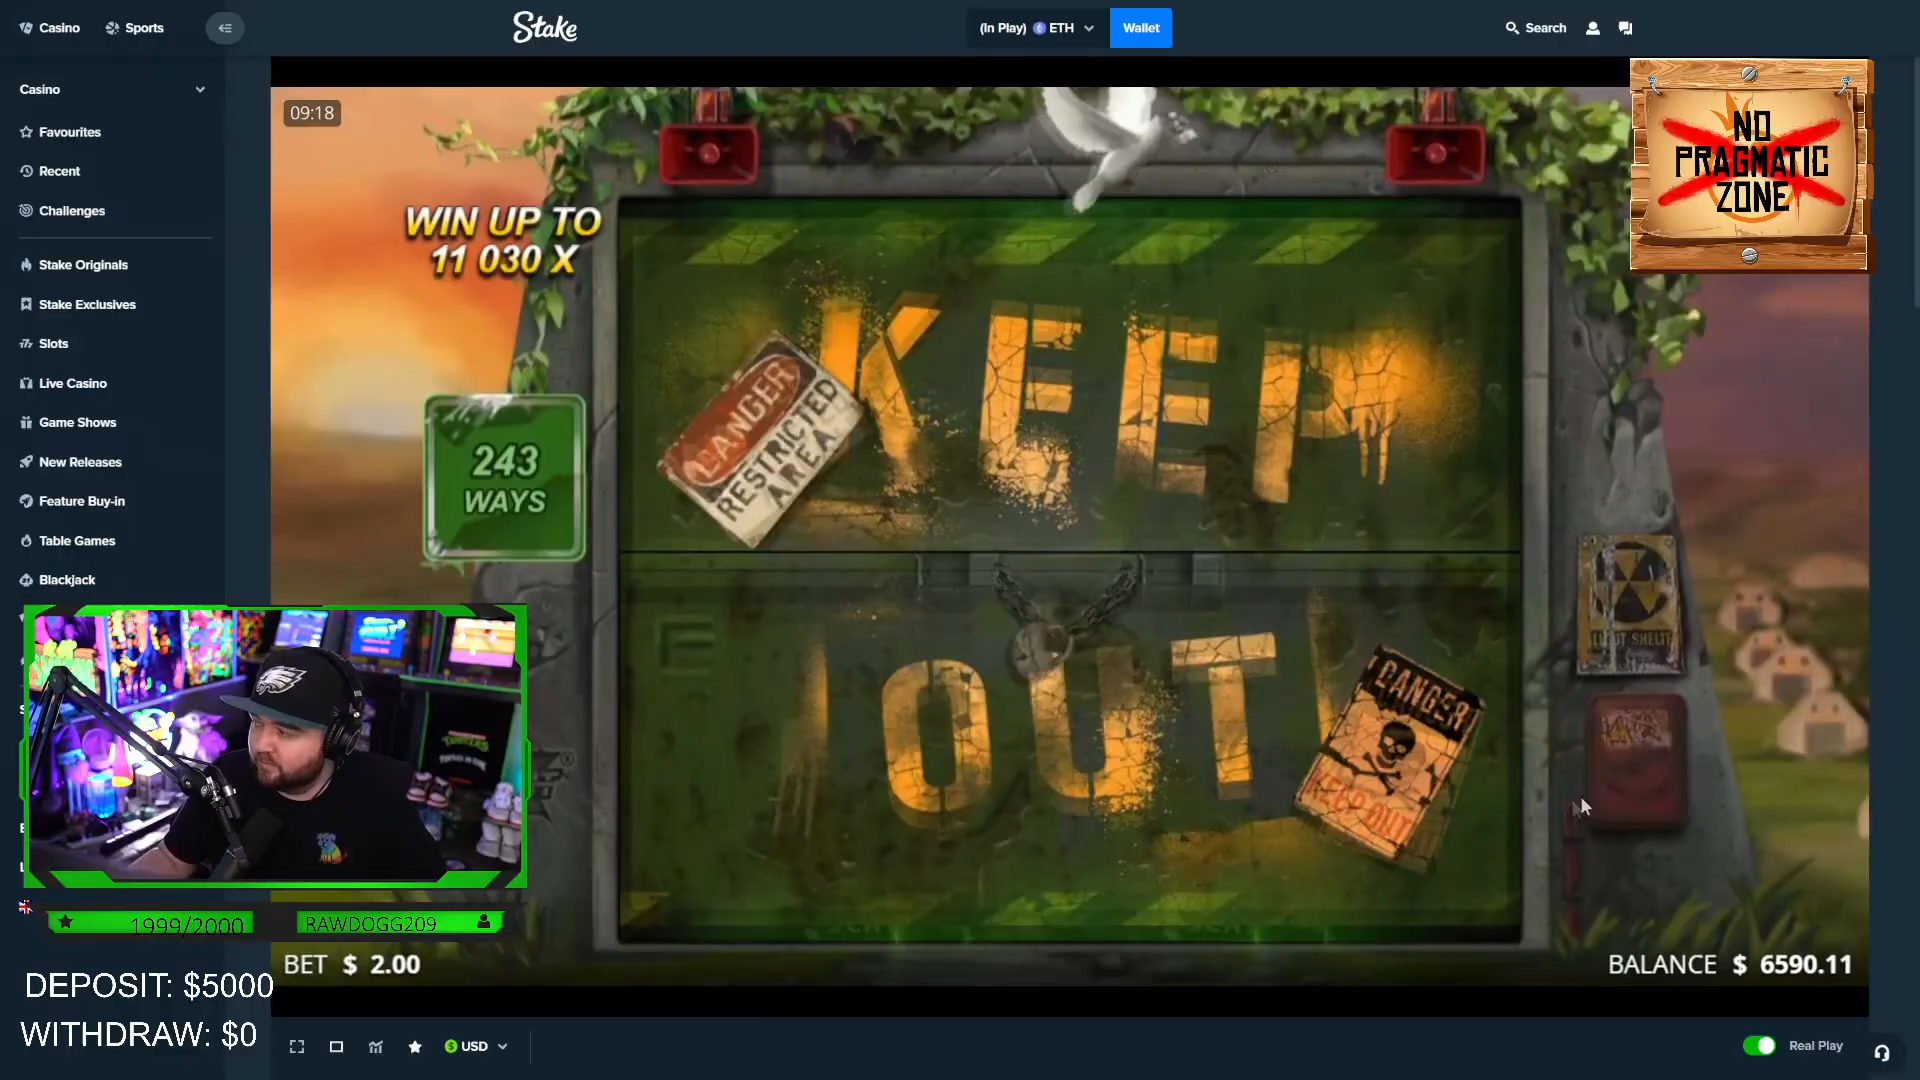 Casino
Sports
Stake
(In Play) ETH
Wallet
Search
Casino
Favourites
Recent
Challenges
Stake Originals
Stake Exclusives
Slots
Live Casino
Game Shows
New Releases
Feature Buy-in
Table Games
Blackjack
09:18
WIN UP TO
11 030 X
243
WAYS
DANGER
RESTRICTED
AREA
KEEP
OUT
DANGER
KEEP OUT
NO
PRAGMATIC
ZONE
1999/2000
RAWDOGG209
DEPOSIT: $5000
WITHDRAW: $0
BET $ 2.00
BALANCE $ 6590.11
USD
Real Play